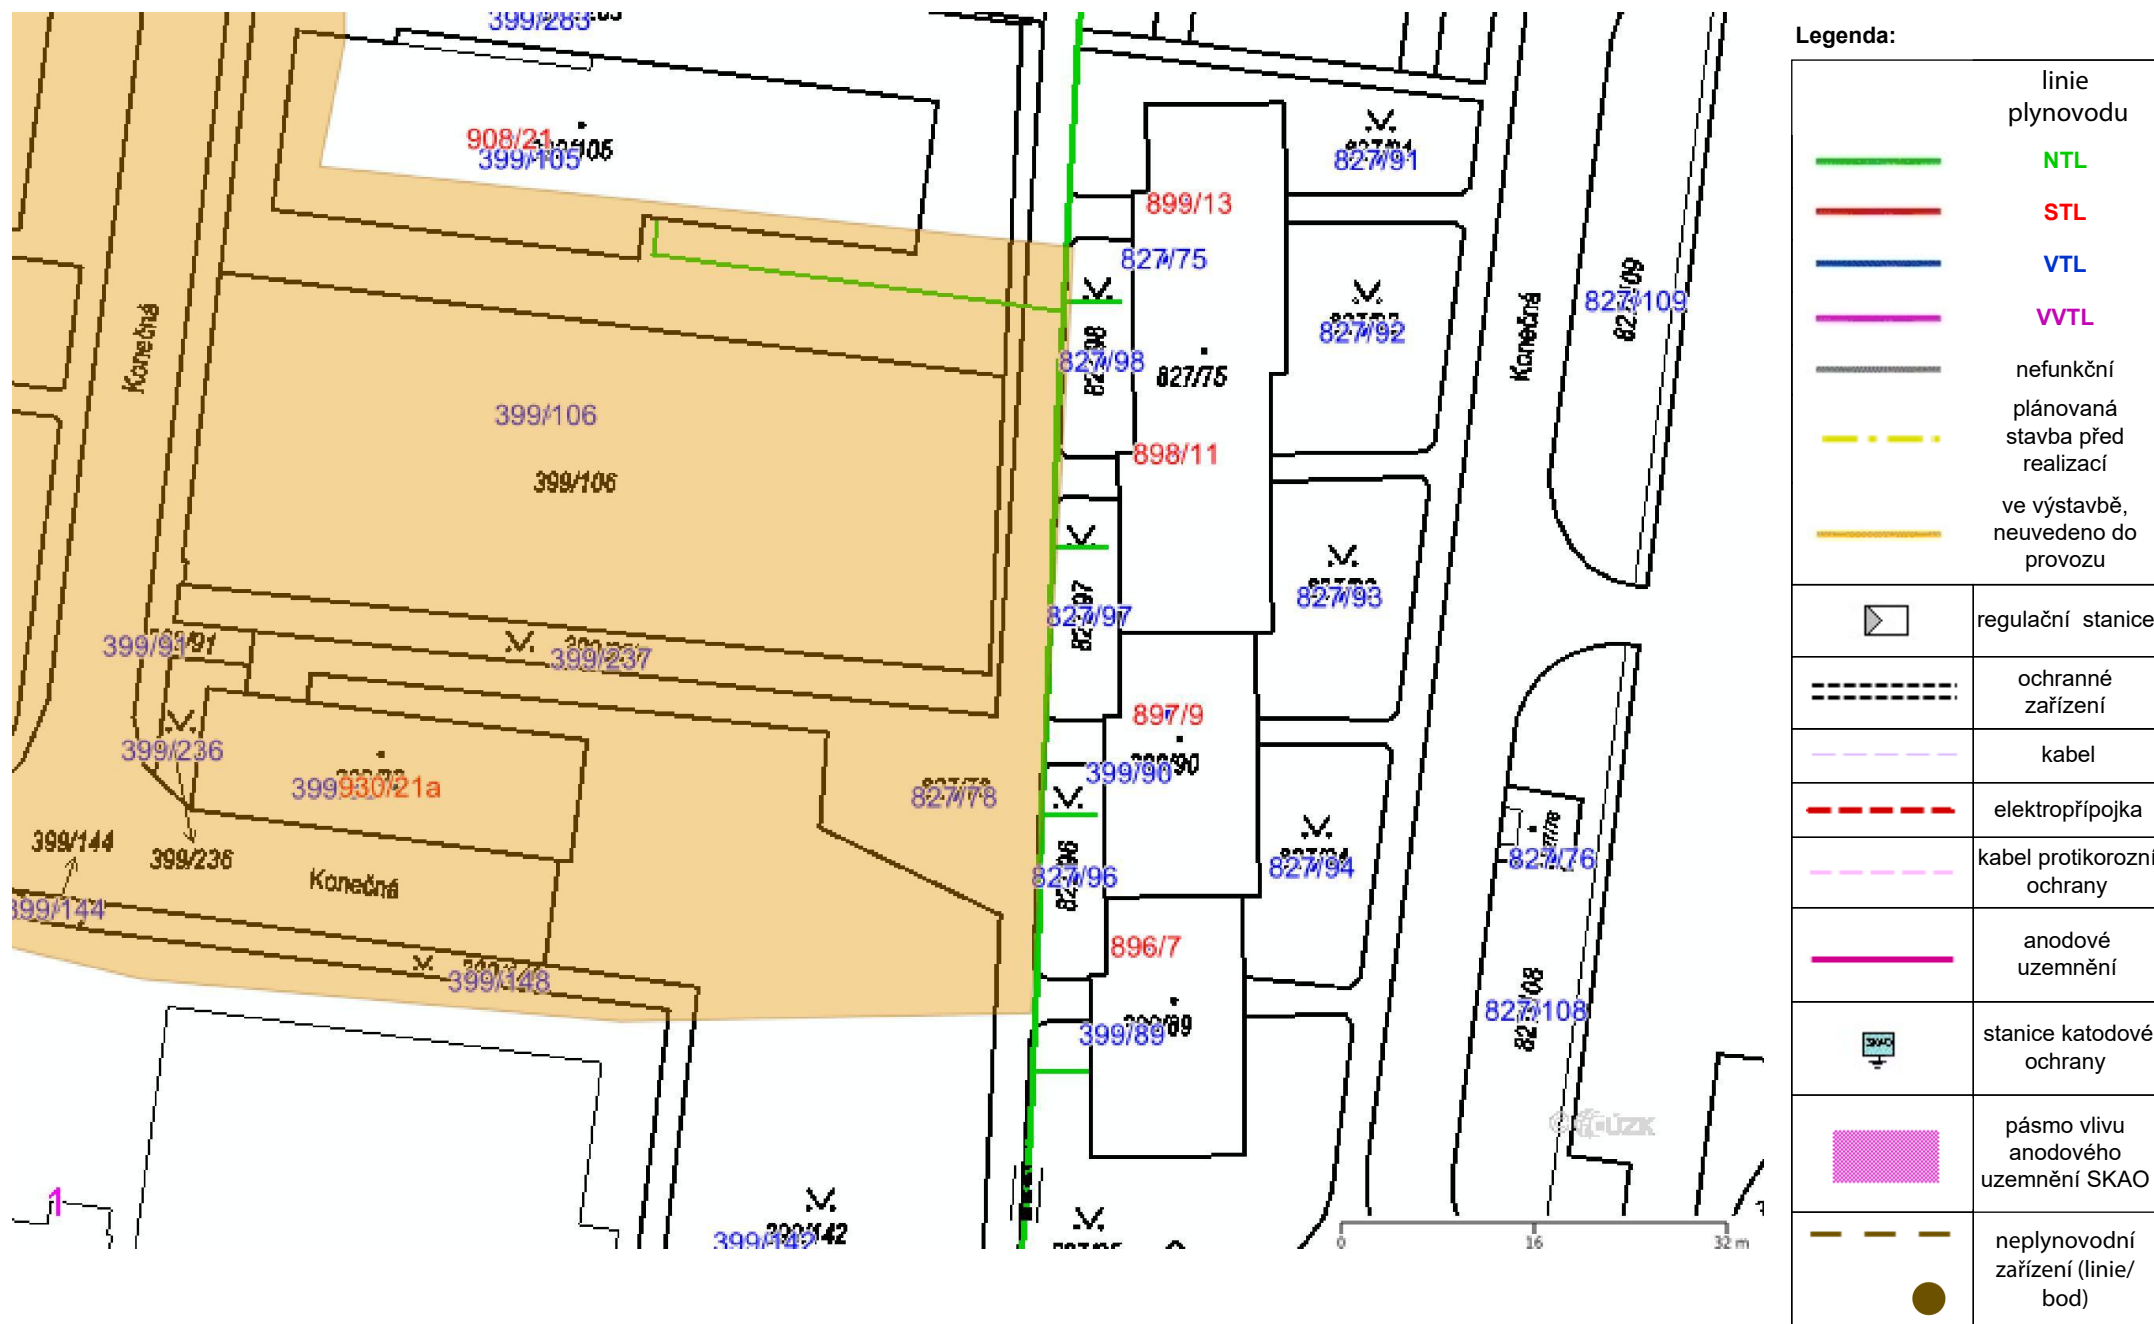 399/283
908/21
399/105
399/106
399/106
Konečná
399/91
399/237
399/236
399/236
930/21a
399/144
399/144
Konečná
399/148
827/78
399/142
1
899/13
827/75
827/98
827/75
898/11
827/97
897/9
399/90
827/96
896/7
399/89
827/91
827/92
827/93
827/94
Konečná
827/109
827/76
827/108
0 16 32 m
Legenda:
linie
plynovodu
NTL
STL
VTL
VVTL
nefunkční
plánovaná
stavba před
realizací
ve výstavbě,
neuvedeno do
provozu
regulační stanice
ochranné
zařízení
kabel
elektropřípojka
kabel protikorozní
ochrany
anodové
uzemnění
SKAO
stanice katodové
ochrany
pásmo vlivu
anodového
uzemnění SKAO
neplynovodní
zařízení (linie/
bod)